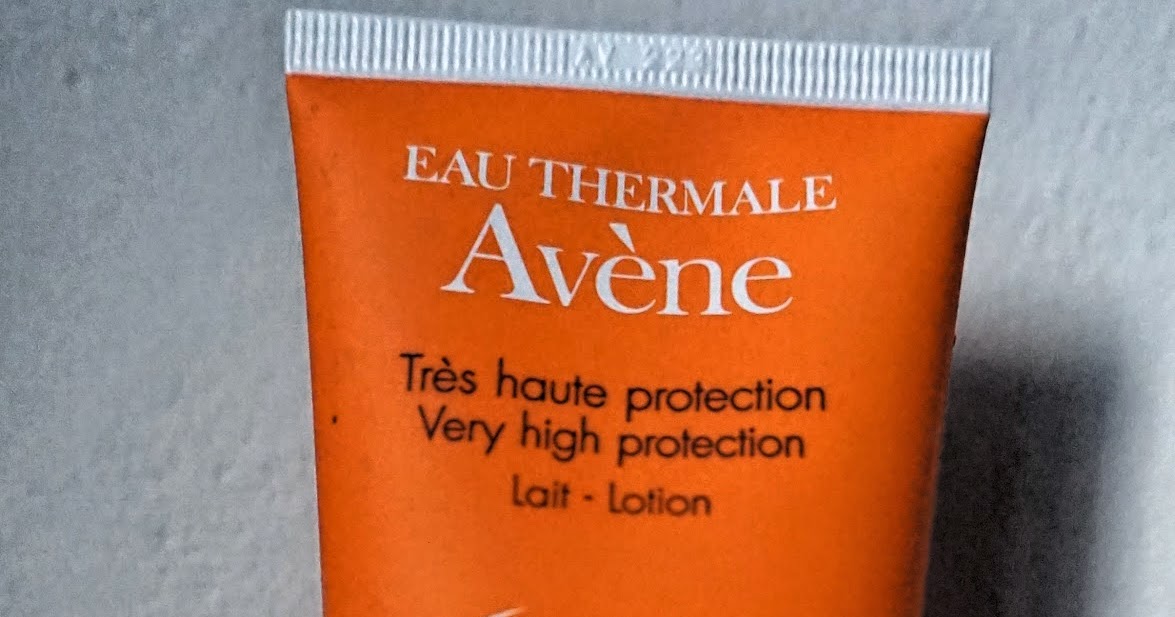 EAU THERMALE
Avène
Très haute protection
Very high protection
Lait - Lotion